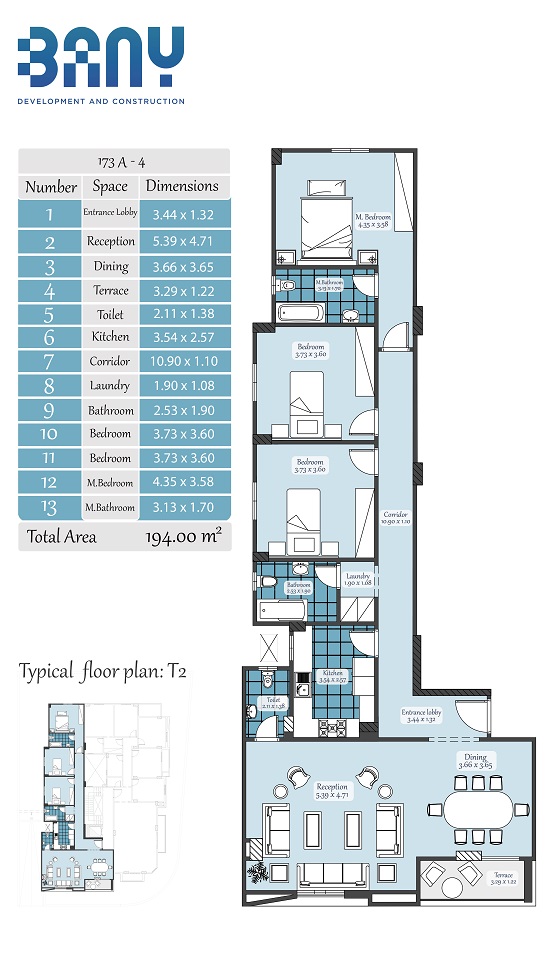 BANY
DEVELOPMENT AND CONSTRUCTION
173 A - 4
Number Space Dimensions
1 Entrance Lobby 3.44 x 1.32
2 Reception 5.39 x 4.71
3 Dining 3.66 x 3.65
4 Terrace 3.29 x 1.22
5 Toilet 2.11 x 1.38
6 Kitchen 3.54 x 2.57
7 Corridor 10.90 x 1.10
8 Laundry 1.90 x 1.08
9 Bathroom 2.53 x 1.90
10 Bedroom 3.73 x 3.60
11 Bedroom 3.73 x 3.60
12 M.Bedroom 4.35 x 3.58
13 M.Bathroom 3.13 x 1.70
Total Area 194.00 m²
Typical floor plan: T2
M. Bedroom
4.35 x 3.58
M.Bathroom
3.13 x 1.70
Bedroom
3.73 x 3.60
Bedroom
3.73 x 3.60
Corridor
10.90 x 1.10
Laundry
1.90 x 1.08
Bathroom
2.53 x 1.90
Kitchen
3.54 x 2.57
Toilet
2.11 x 1.38
Entrance lobby
3.44 x 1.32
Dining
3.66 x 3.65
Reception
5.39 x 4.71
Terrace
3.29 x 1.22